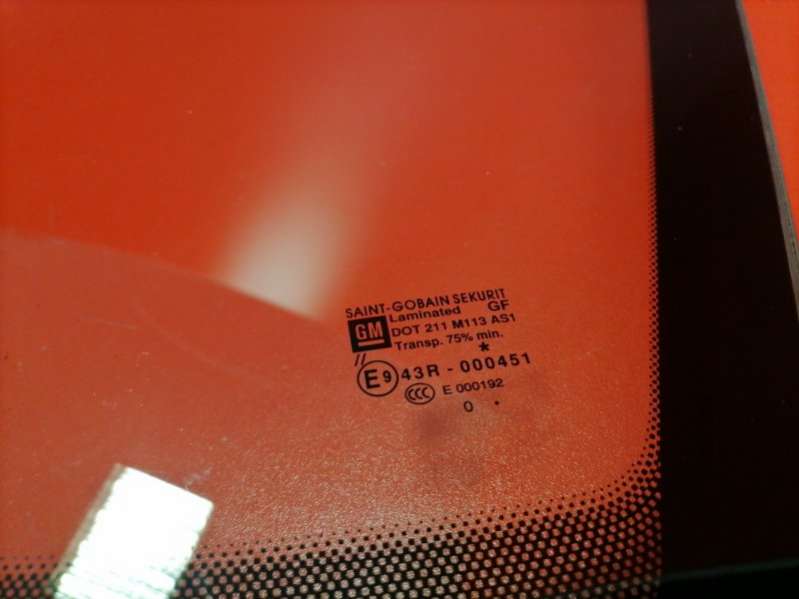 SAINT-GOBAIN SEKURIT
Laminated GF
GM DOT 211 M113 AS1
Transp. 75% min.
// *
E9 43R - 000451
CCC E 000192
0 .